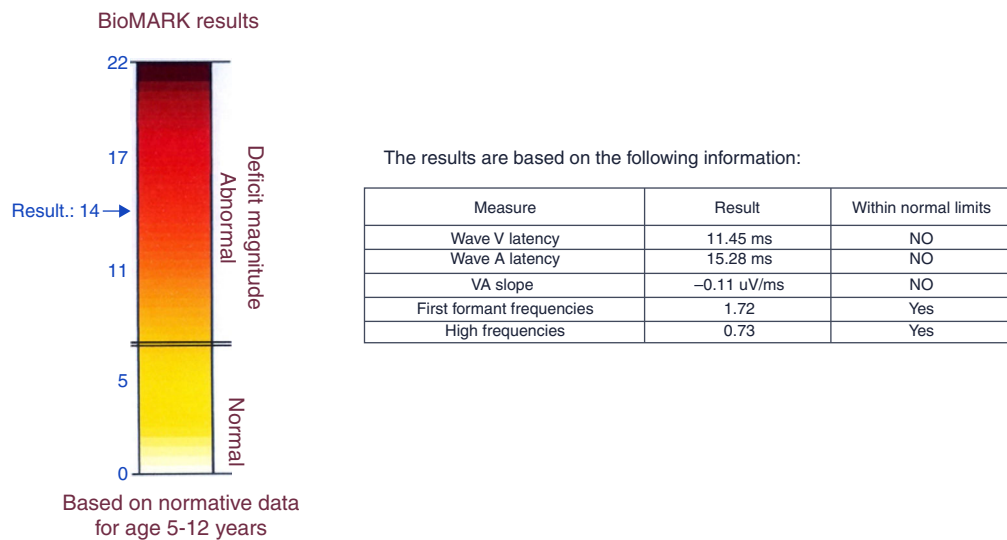 BioMARK results
22
17
Result.: 14
11
5
0
Deficit magnitude
Abnormal
Normal
Based on normative data
for age 5-12 years
The results are based on the following information:
Measure Result Within normal limits
Wave V latency 11.45 ms NO
Wave A latency 15.28 ms NO
VA slope –0.11 uV/ms NO
First formant frequencies 1.72 Yes
High frequencies 0.73 Yes